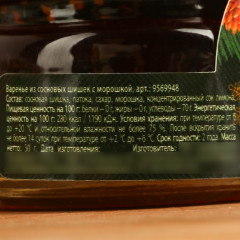 Варенье из сосновых шишек с морошкой, арт.: 9569948.
Состав: сосновая шишка, патока, сахар, морошка, концентрированный сок лимона.
Пищевая ценность на 100 г: белки – 0 г, жиры – 0 г, углеводы – 70 г. Энергетическая
ценность на 100 г: 280 ккал / 1190 кДж. Условия хранения: при температуре от 0
до +20 °C и относительной влажности не более 75 %. После вскрытия хранить
не более 14 суток при температуре от +2 °C до +6 °C. Срок годности: 2 года. Масса
нетто: 30 г. Дата изготовления: Изготовитель: